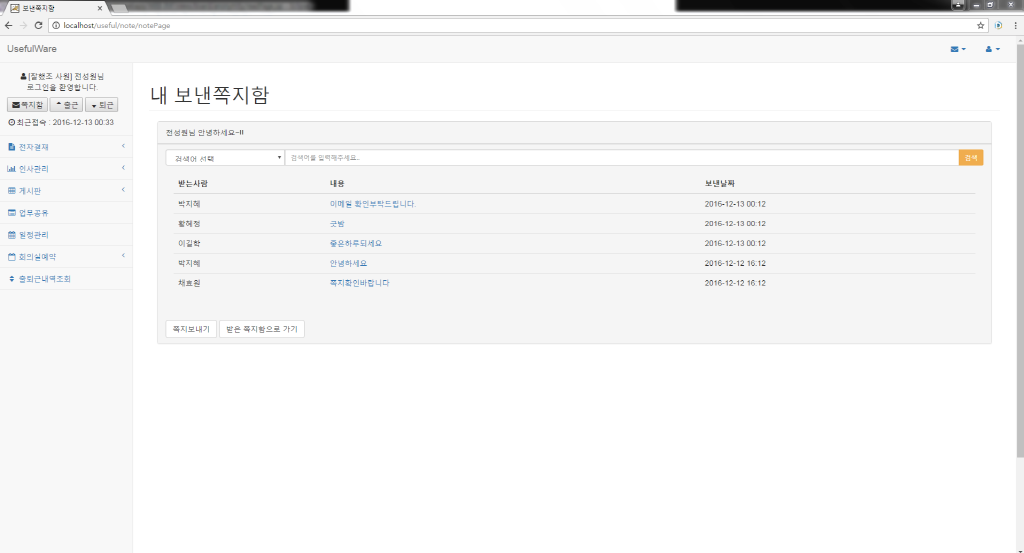 보낸쪽지함
localhost/useful/note/notePage
UsefulWare
[잘행조 사원] 전성원님
로그인을 환영합니다.
쪽지함 출근 퇴근
최근접속 : 2016-12-13 00:33
전자결재
인사관리
게시판
업무공유
일정관리
회의실예약
출퇴근내역조회
내 보낸쪽지함
전성원님 안녕하세요~!!
검색어 선택 검색어를 입력해주세요.. 검색
받는사람 내용 보낸날짜
박지혜 이메일 확인부탁드립니다. 2016-12-13 00:12
황혜정 굿밤 2016-12-13 00:12
이길학 좋은하루되세요 2016-12-13 00:12
박지혜 안녕하세요 2016-12-12 16:12
채효원 쪽지확인바랍니다 2016-12-12 16:12
쪽지보내기 받은 쪽지함으로 가기